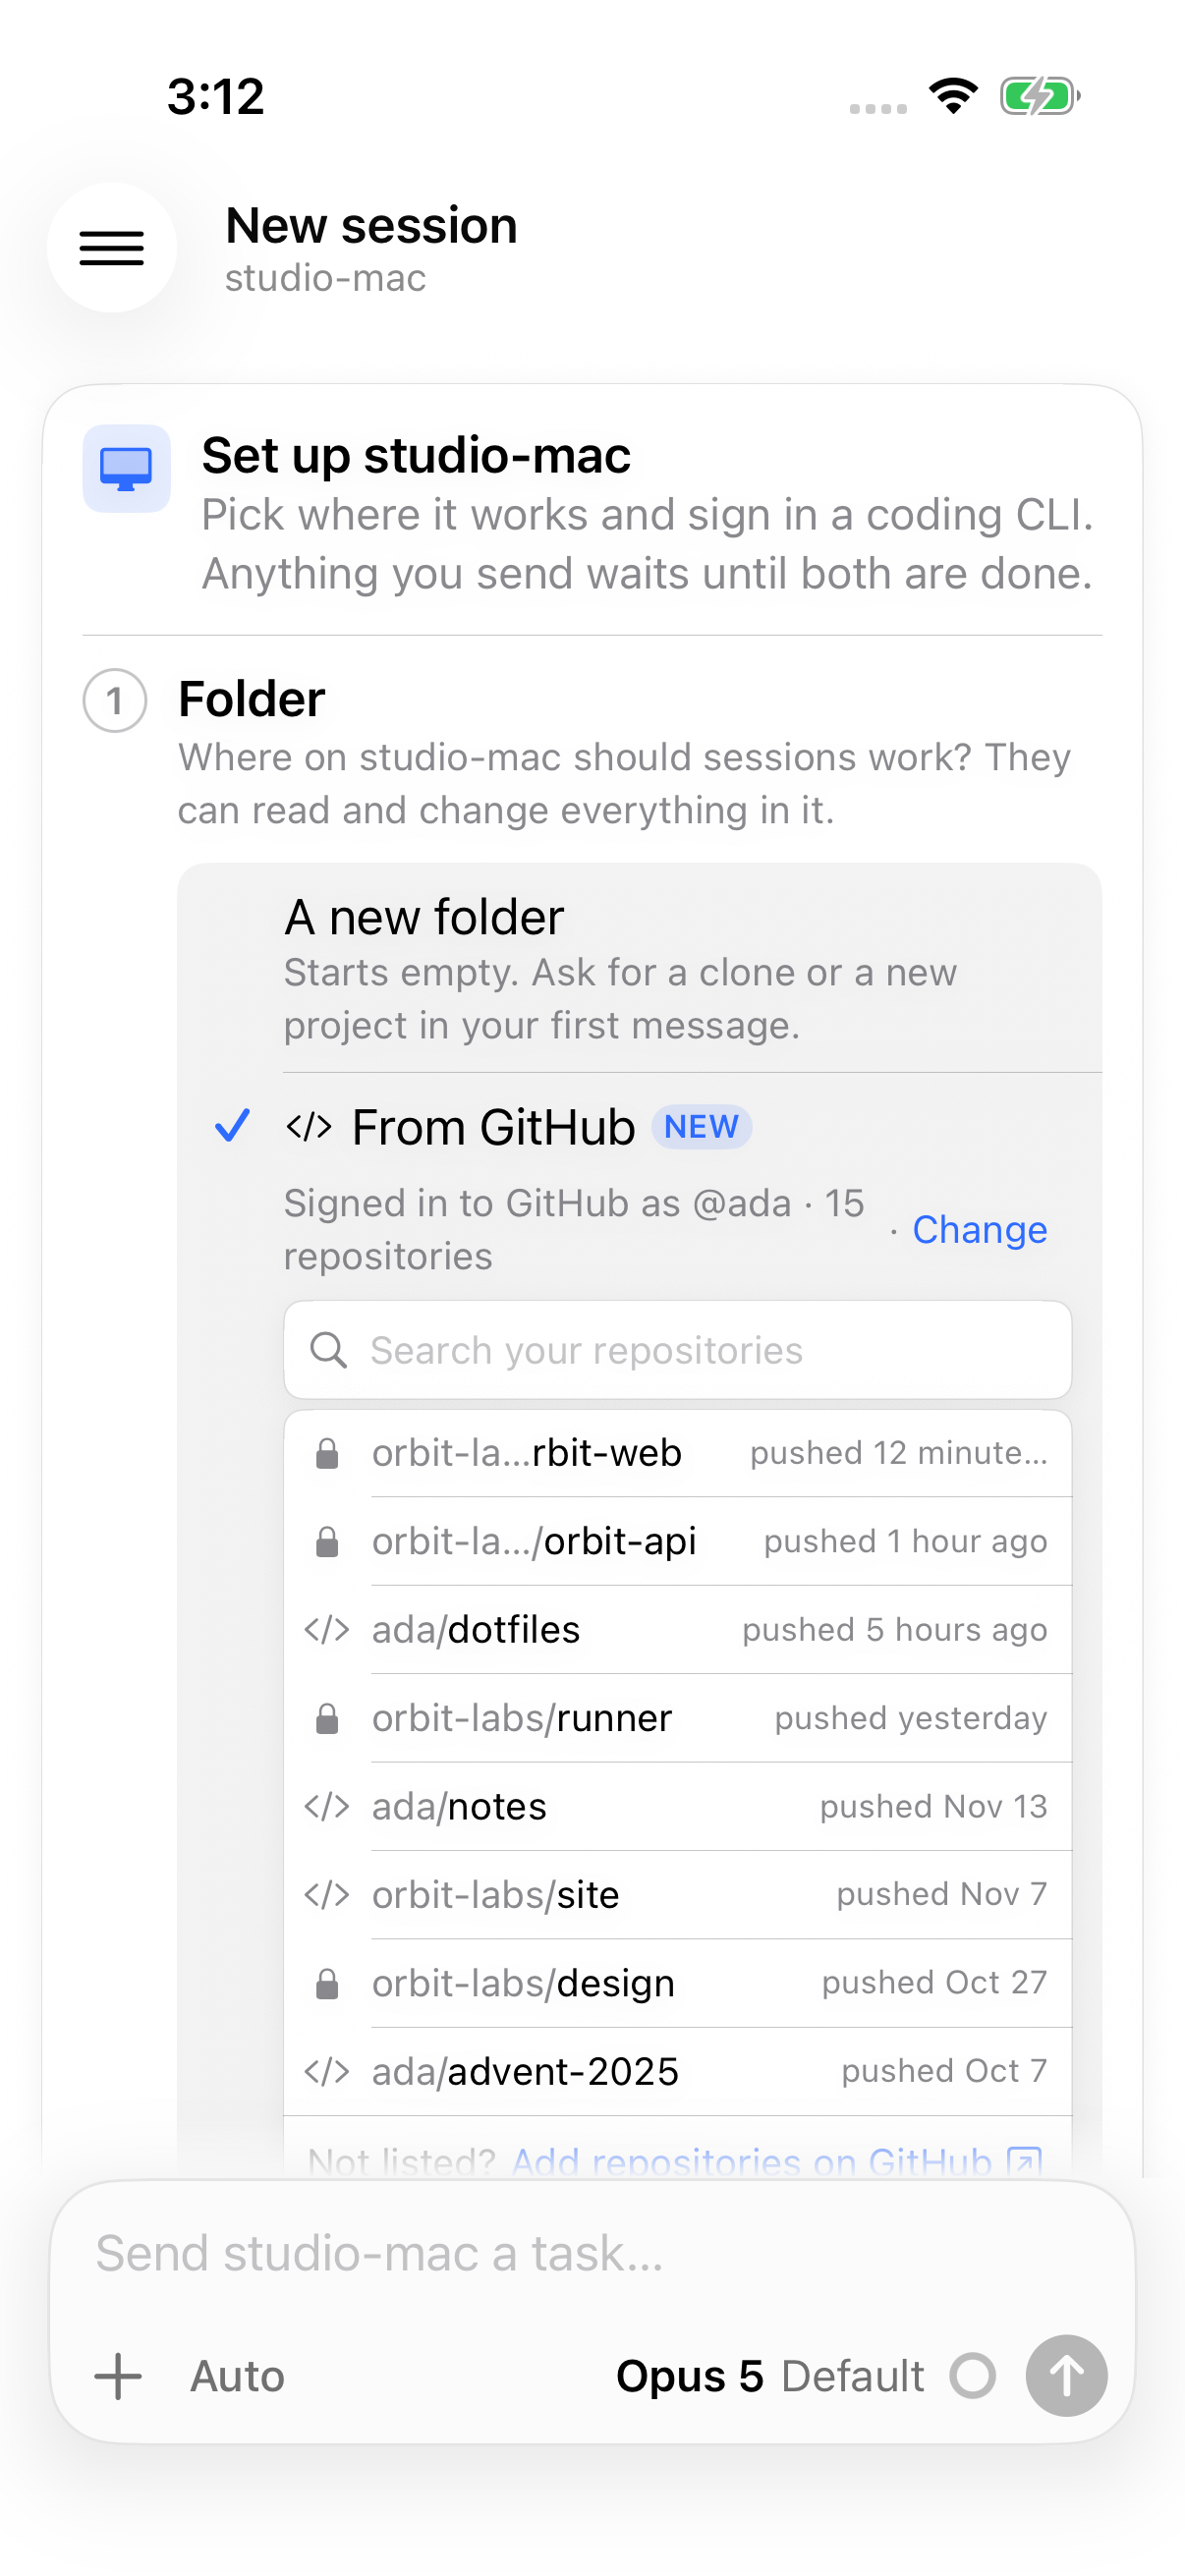 3:12
New session
studio-mac
Set up studio-mac
Pick where it works and sign in a coding CLI.
Anything you send waits until both are done.
1 Folder
Where on studio-mac should sessions work? They
can read and change everything in it.
A new folder
Starts empty. Ask for a clone or a new
project in your first message.
</> From GitHub NEW
Signed in to GitHub as @ada · 15
repositories
· Change
Search your repositories
orbit-la...rbit-web pushed 12 minute...
orbit-la.../orbit-api pushed 1 hour ago
</> ada/dotfiles pushed 5 hours ago
orbit-labs/runner pushed yesterday
</> ada/notes pushed Nov 13
</> orbit-labs/site pushed Nov 7
orbit-labs/design pushed Oct 27
</> ada/advent-2025 pushed Oct 7
Not listed? Add repositories on GitHub
Send studio-mac a task...
Auto Opus 5 Default